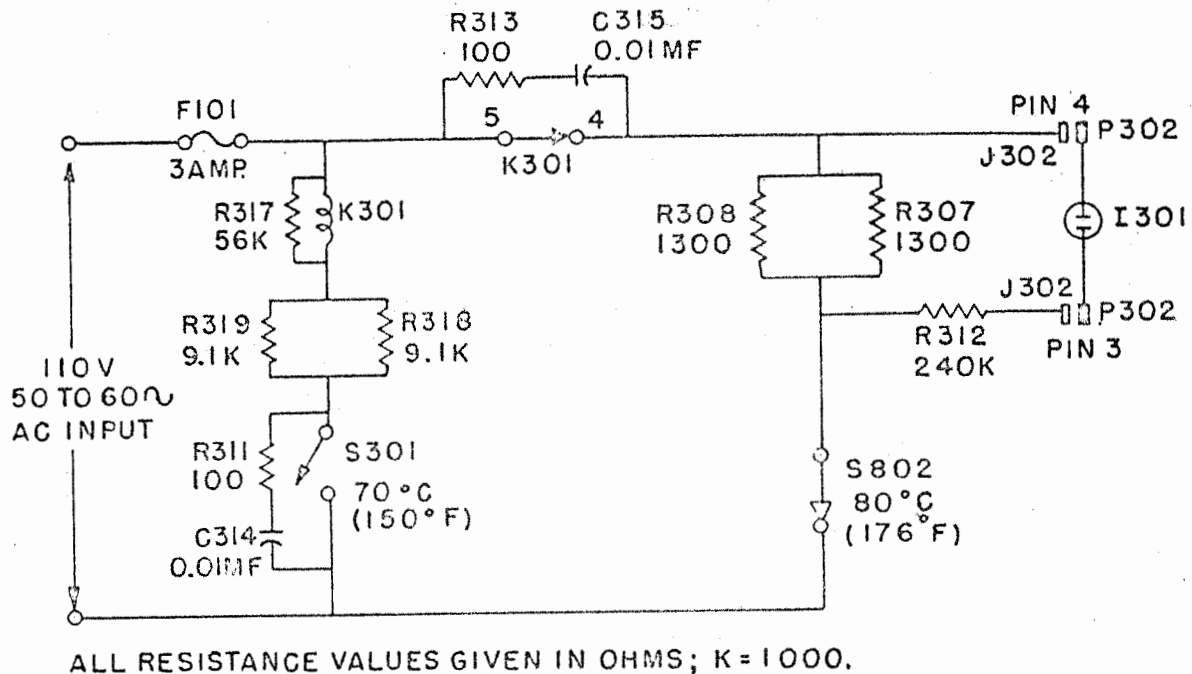 R313
100
C315
0.01MF
F101
3AMP.
5
4
K301
PIN 4
P302
J302
R317
56K
K301
R308
1300
R307
1300
I301
R319
9.1K
R318
9.1K
J302
P302
R312
240K
PIN 3
110V
50 TO 60∿
AC INPUT
R311
100
S301
70°C
(150°F)
C314
0.01MF
S802
80°C
(176°F)
ALL RESISTANCE VALUES GIVEN IN OHMS; K=1000.